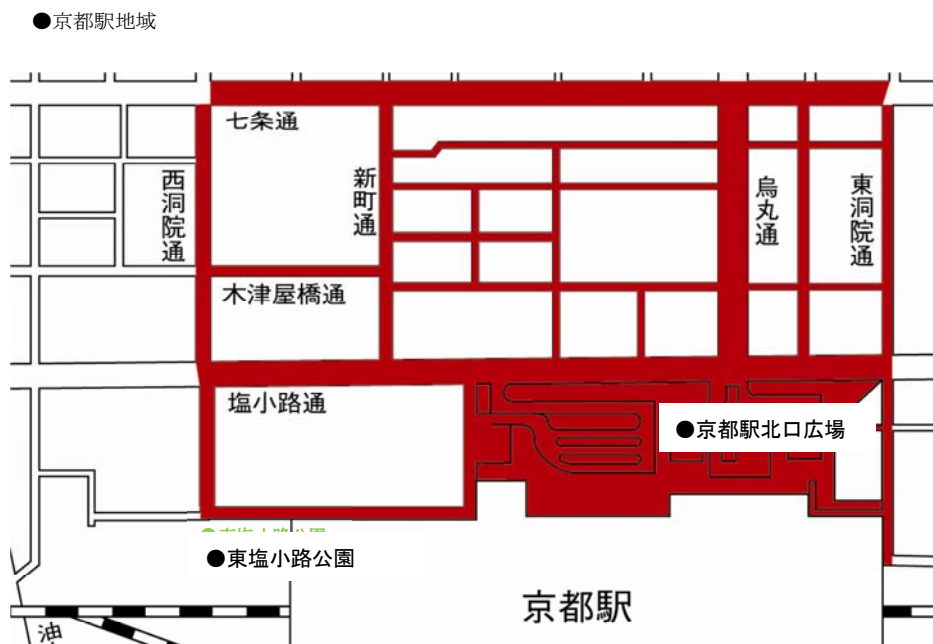 ●京都駅地域
七条通
西洞院通
新町通
烏丸通
東洞院通
木津屋橋通
塩小路通
●京都駅北口広場
●東塩小路公園
京都駅
油